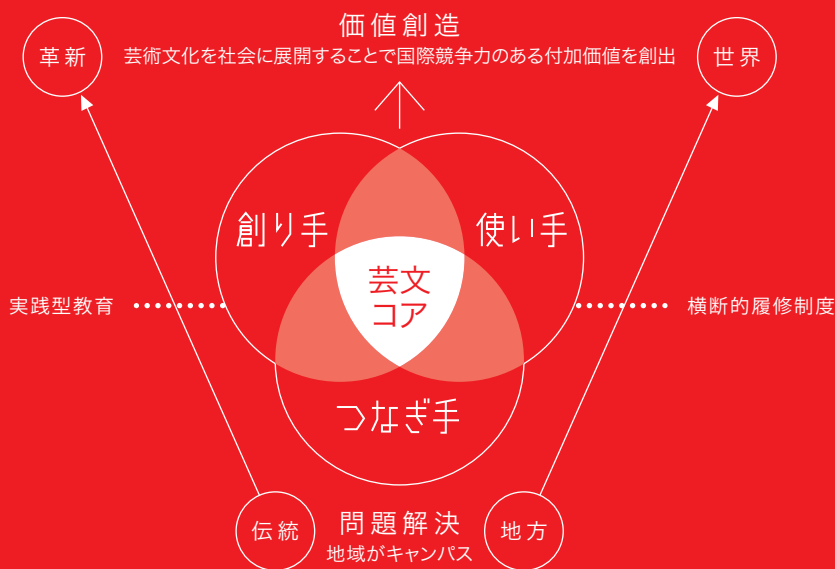 価値創造
革新
芸術文化を社会に展開することで国際競争力のある付加価値を創出
世界
創り手
使い手
芸文
コア
実践型教育
横断的履修制度
つなぎ手
伝統
問題解決
地方
地域がキャンパス